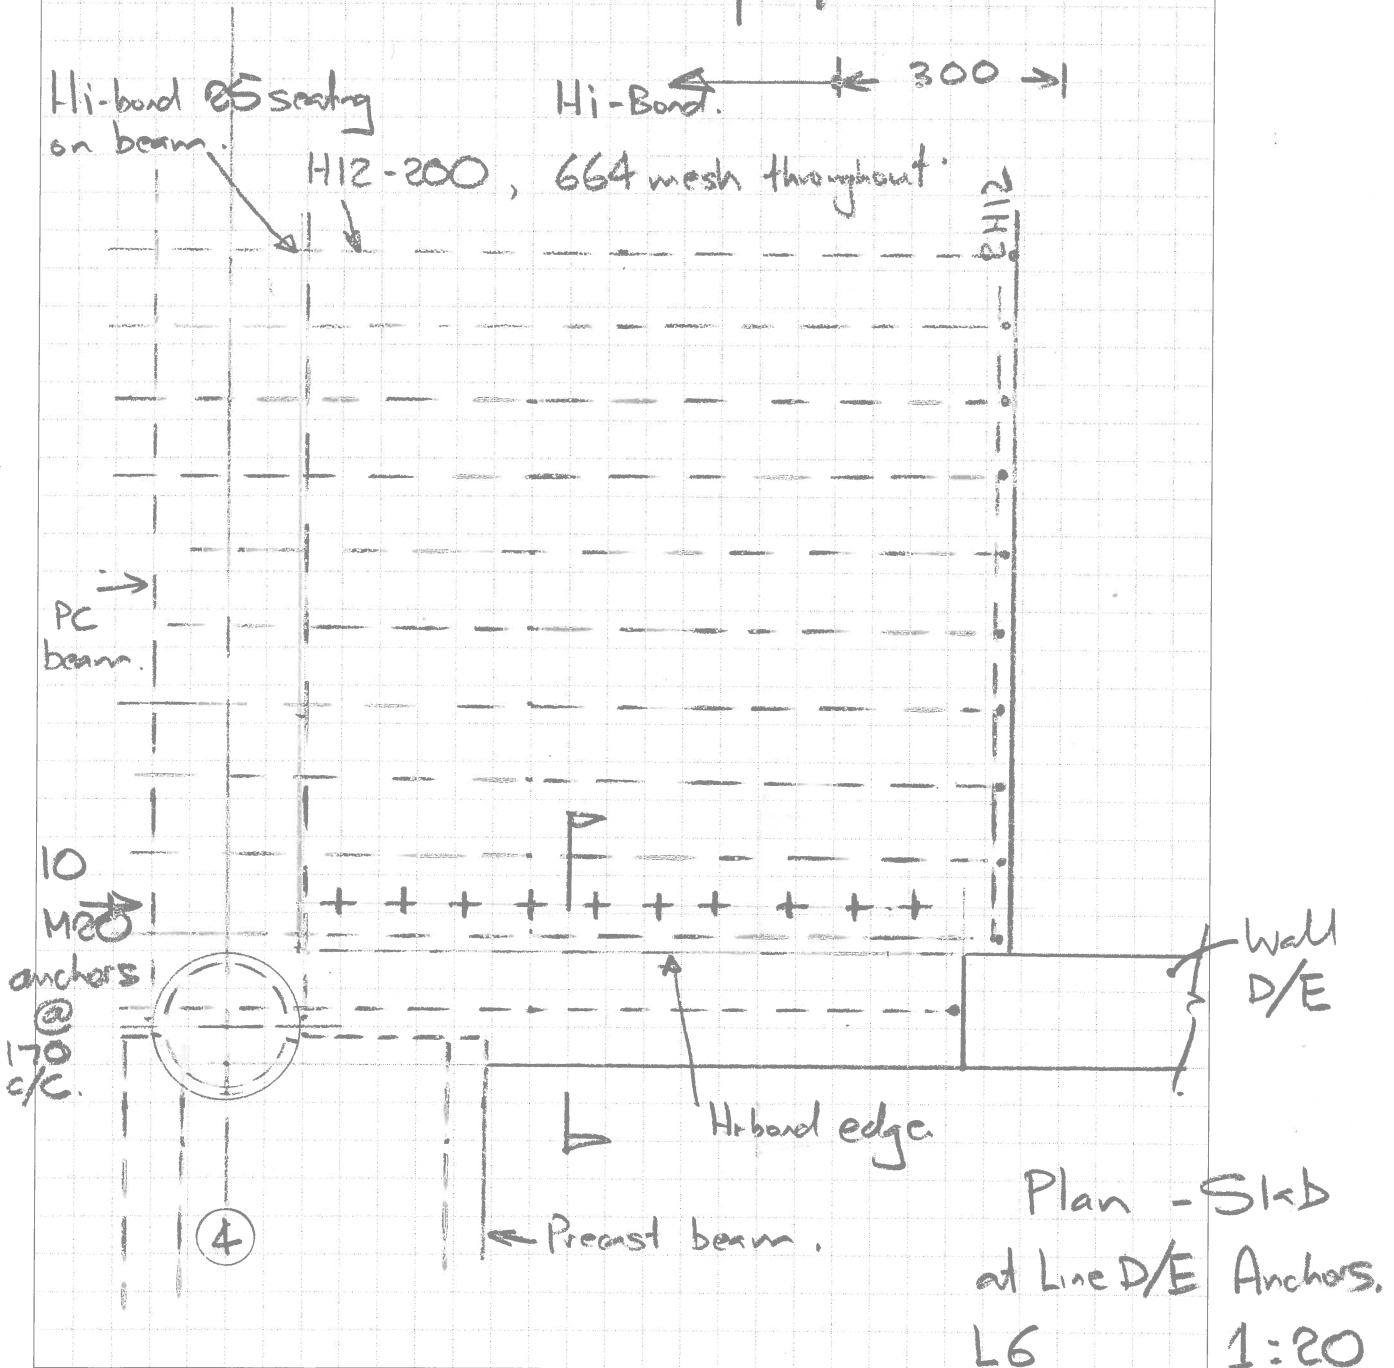 Hi-bond 25 seating
on beam.
Hi-Bond.
300
H12-200, 664 mesh throughout
2H12
PC
beam.
10
M20
anchors
@
170
c/c.
Wall
D/E
Hi-bond edge.
4
Precast beam.
Plan - Slab
at Line D/E Anchors.
L6 1:20